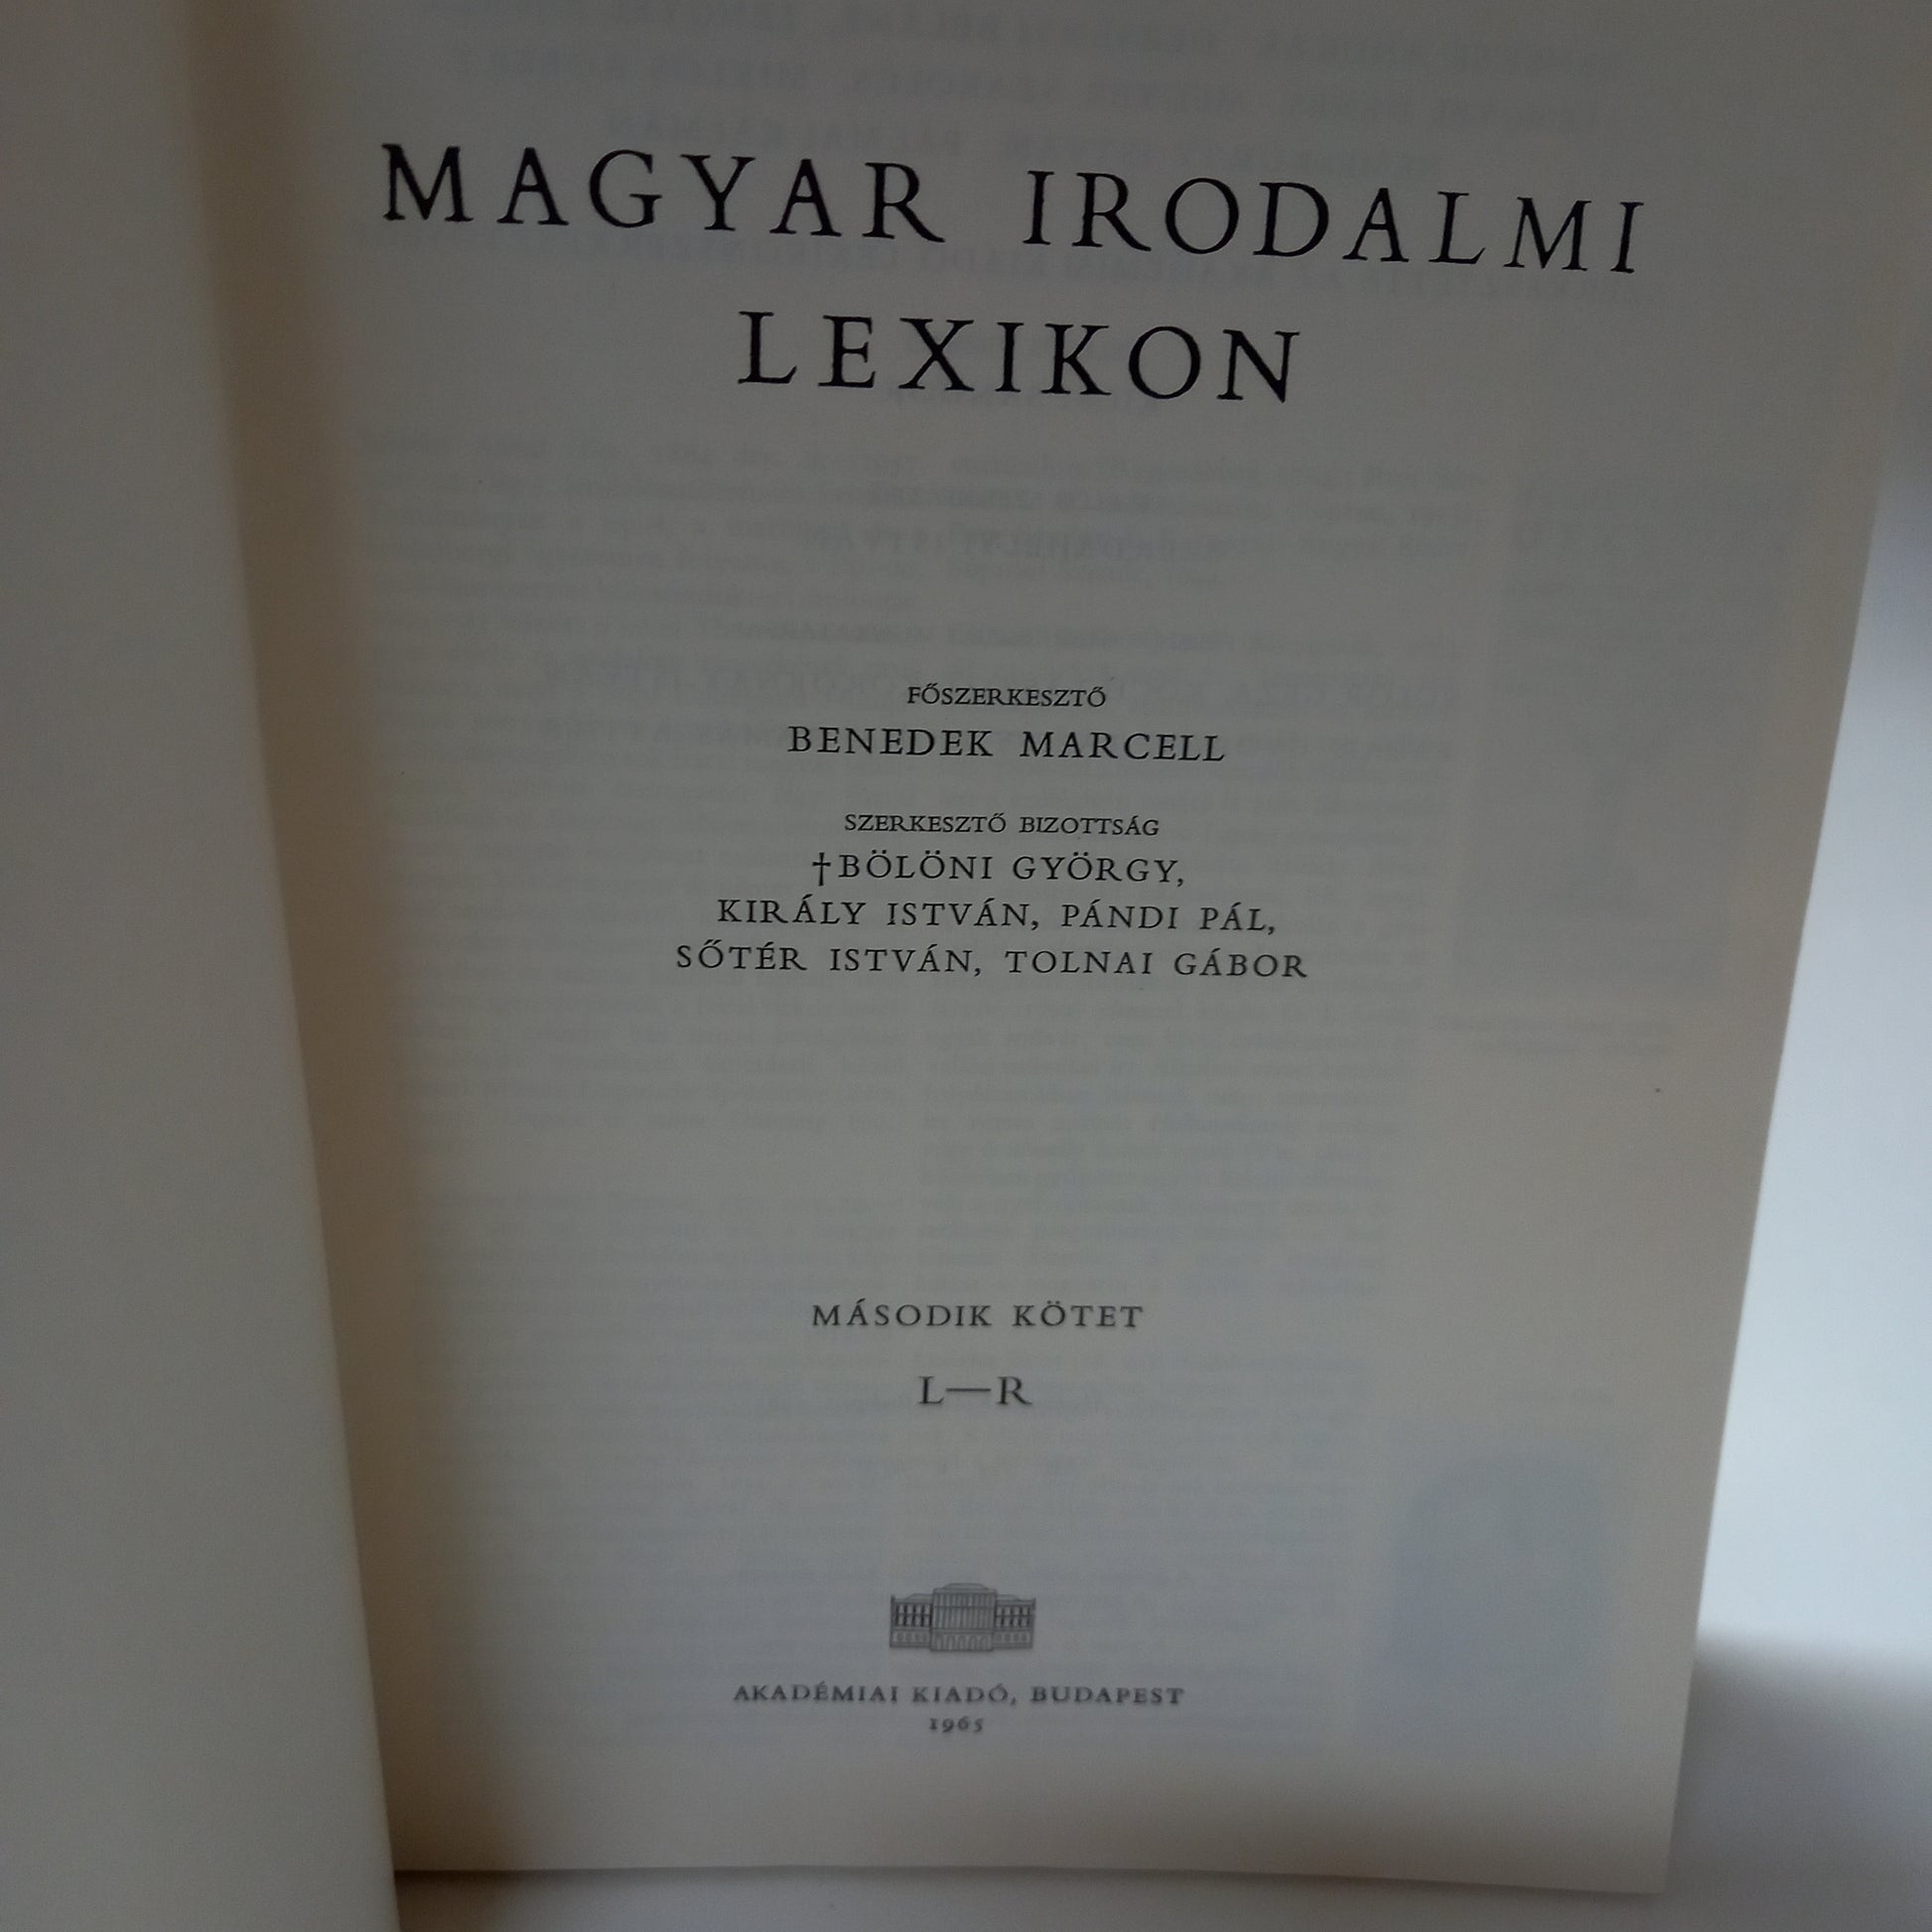 MAGYAR IRODALMI
LEXIKON
FŐSZERKESZTŐ
BENEDEK MARCELL
SZERKESZTŐ BIZOTTSÁG
†BÖLÖNI GYÖRGY,
KIRÁLY ISTVÁN, PÁNDI PÁL,
SŐTÉR ISTVÁN, TOLNAI GÁBOR
MÁSODIK KÖTET
L—R
AKADÉMIAI KIADÓ, BUDAPEST
1965